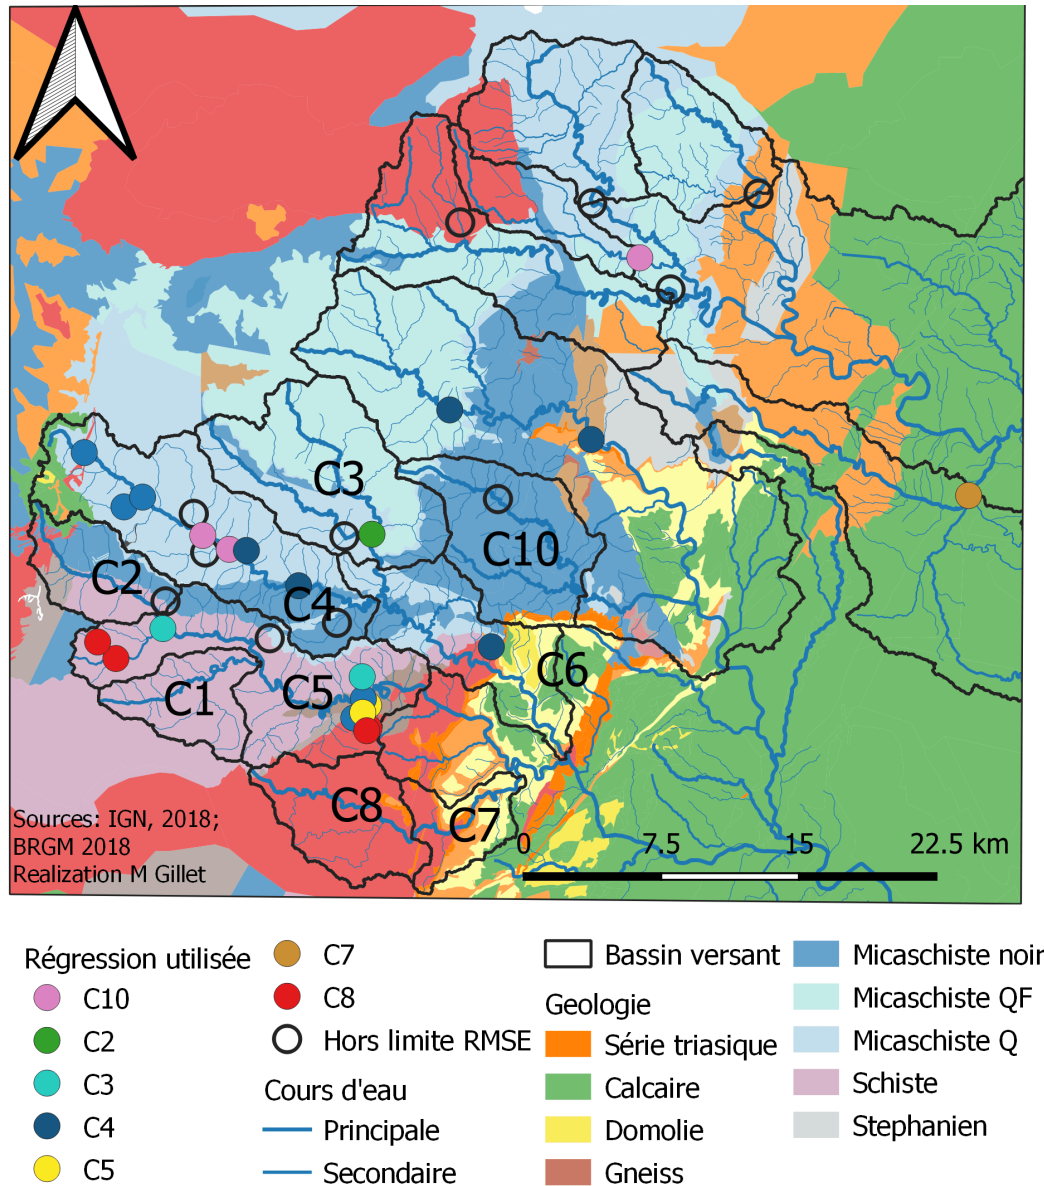 C3
C10
C2
C4
C6
C1
C5
C8
C7
Sources: IGN, 2018;
BRGM 2018
Realization M Gillet
0 7.5 15 22.5 km
Régression utilisée
C10
C2
C3
C4
C5
C7
C8
Hors limite RMSE
Cours d'eau
Principale
Secondaire
Bassin versant
Geologie
Série triasique
Calcaire
Domolie
Gneiss
Micaschiste noir
Micaschiste QF
Micaschiste Q
Schiste
Stephanien